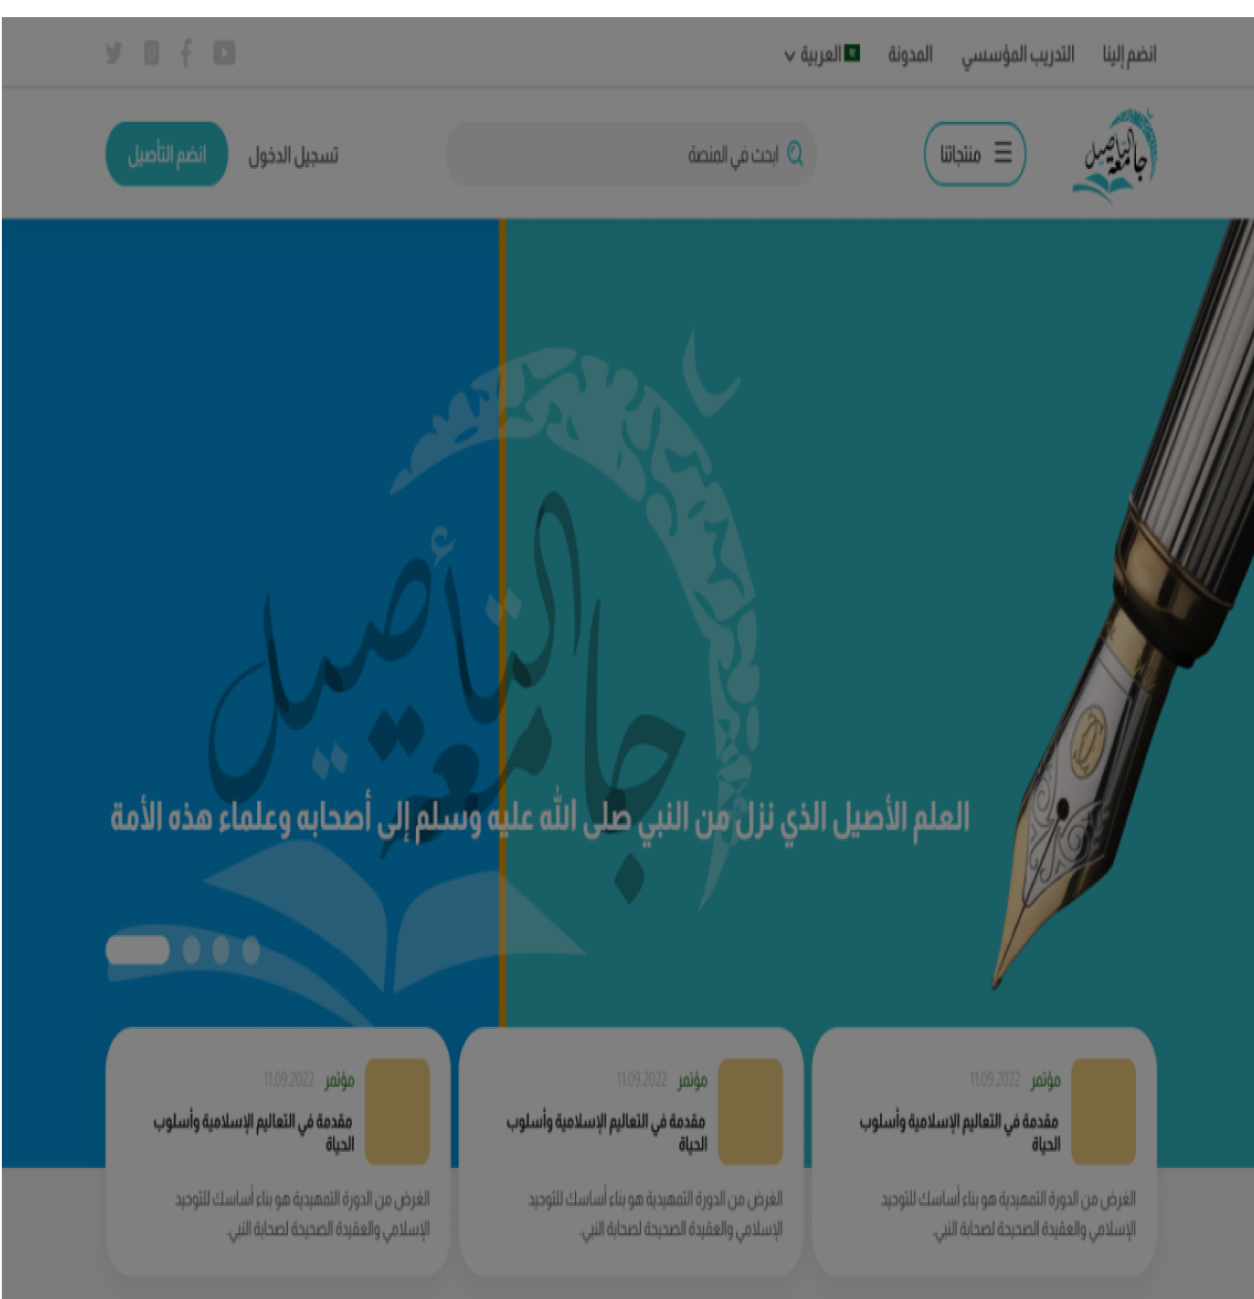 انضم إلينا
التدريب المؤسسي
المدونة
العربية
جامعة التأصيل
منتجاتنا
ابحث في المنصة
تسجيل الدخول
انضم التأصيل
جامعة التأصيل
العلم الأصيل الذي نزل من النبي صلى الله عليه وسلم إلى أصحابه وعلماء هذه الأمة
مؤتمر 11.09.2022
مقدمة في التعاليم الإسلامية وأسلوب
الحياة
الغرض من الدورة التمهيدية هو بناء أساسك للتوحيد
الإسلامي والعقيدة الصحيحة لصحابة النبي.
مؤتمر 11.09.2022
مقدمة في التعاليم الإسلامية وأسلوب
الحياة
الغرض من الدورة التمهيدية هو بناء أساسك للتوحيد
الإسلامي والعقيدة الصحيحة لصحابة النبي.
مؤتمر 11.09.2022
مقدمة في التعاليم الإسلامية وأسلوب
الحياة
الغرض من الدورة التمهيدية هو بناء أساسك للتوحيد
الإسلامي والعقيدة الصحيحة لصحابة النبي.